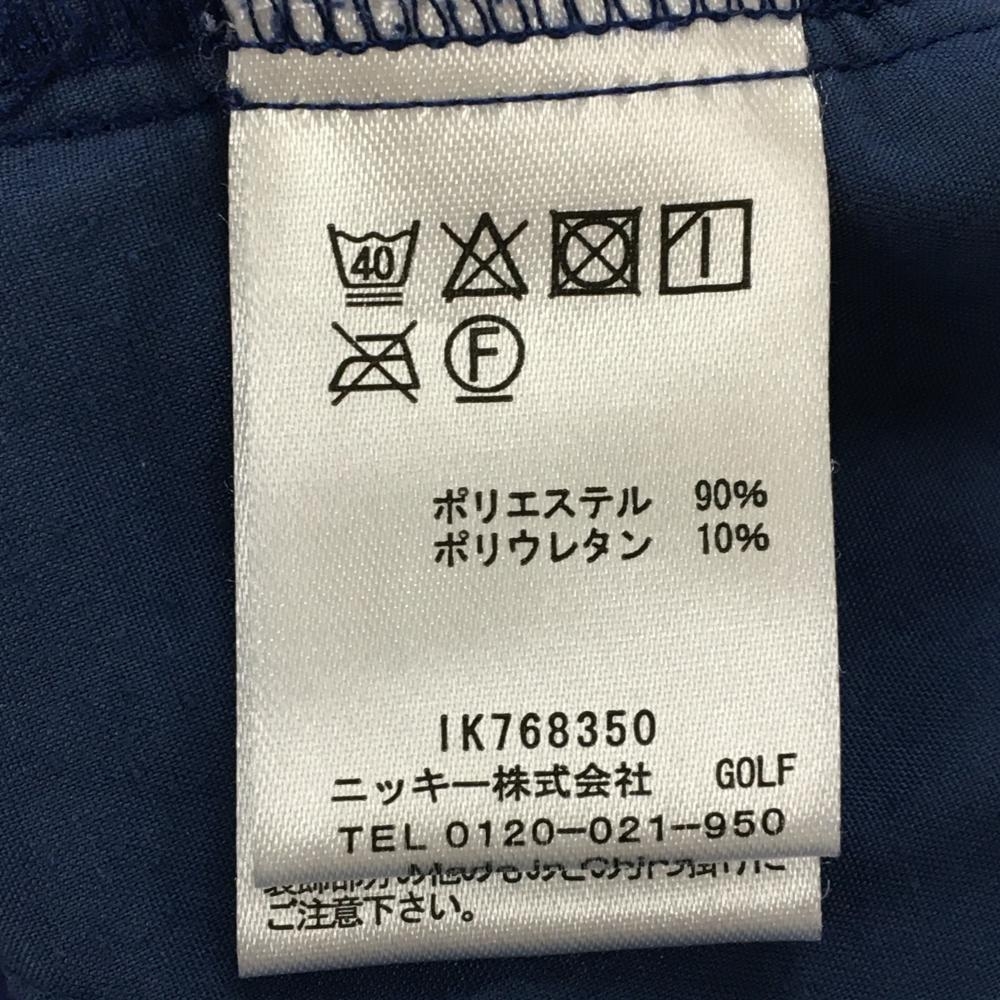 40
F
ポリエステル 90%
ポリウレタン 10%
IK768350
ニッキー株式会社 GOLF
TEL 0120-021-950
ご注意下さい。